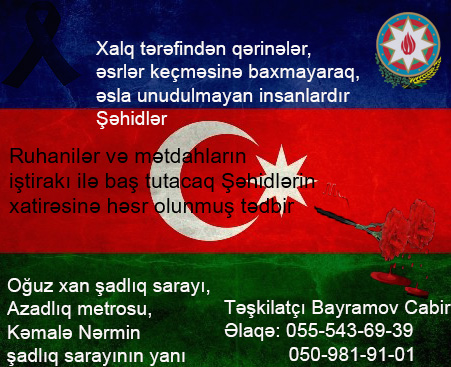 Xalq tərəfindən qərinələr,
əsrlər keçməsinə baxmayaraq,
əsla unudulmayan insanlardır
Şəhidlər
Ruhanilər və mətdahların
iştirakı ilə baş tutacaq Şəhidlərin
xatirəsinə həsr olunmuş tədbir
Oğuz xan şadlıq sarayı,
Azadlıq metrosu,
Kəmalə Nərmin
şadlıq sarayının yanı
Təşkilatçı Bayramov Cabir
Əlaqə: 055-543-69-39
050-981-91-01